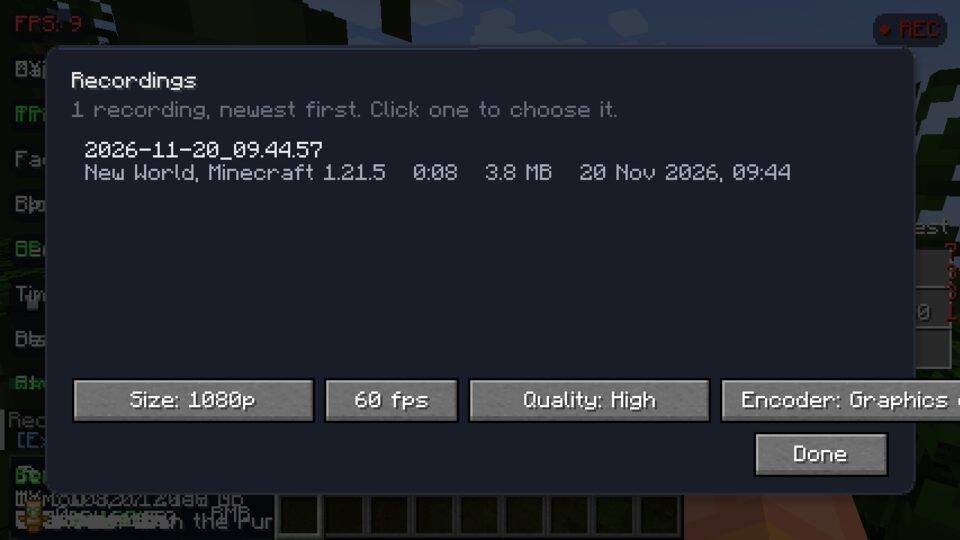 FPS: 9
REC
Recordings
1 recording, newest first. Click one to choose it.
2026-11-20_09.44.57
New World, Minecraft 1.21.5 0:08 3.8 MB 20 Nov 2026, 09:44
Size: 1080p
60 fps
Quality: High
Encoder: Graphics
Done